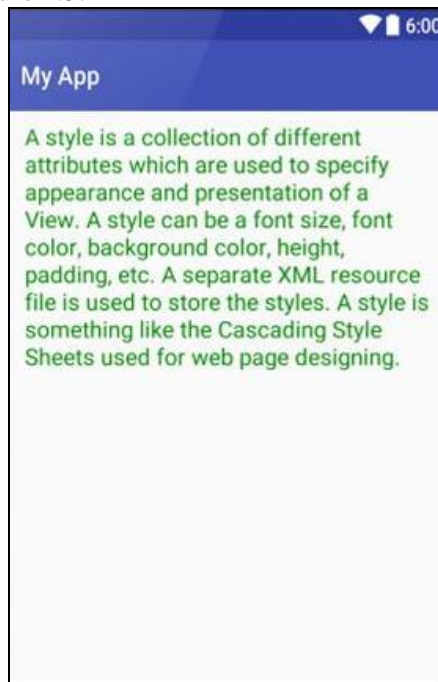 6:00
My App
A style is a collection of different
attributes which are used to specify
appearance and presentation of a
View. A style can be a font size, font
color, background color, height,
padding, etc. A separate XML resource
file is used to store the styles. A style is
something like the Cascading Style
Sheets used for web page designing.